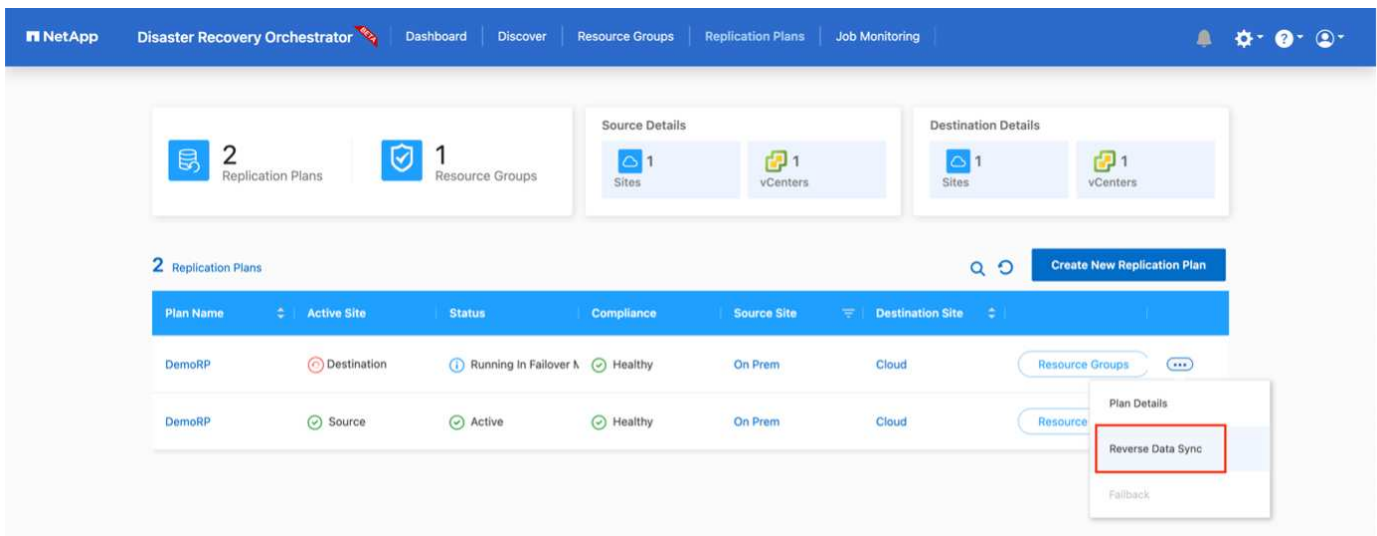 NetApp Disaster Recovery Orchestrator BETA Dashboard Discover Resource Groups Replication Plans Job Monitoring
Source Details Destination Details
2 Replication Plans
1 Resource Groups
1 Sites
1 vCenters
1 Sites
1 vCenters
2 Replication Plans Create New Replication Plan
Plan Name Active Site Status Compliance Source Site Destination Site
DemoRP Destination Running In Failover M Healthy On Prem Cloud Resource Groups
DemoRP Source Active Healthy On Prem Cloud Resource
Plan Details
Reverse Data Sync
Failback